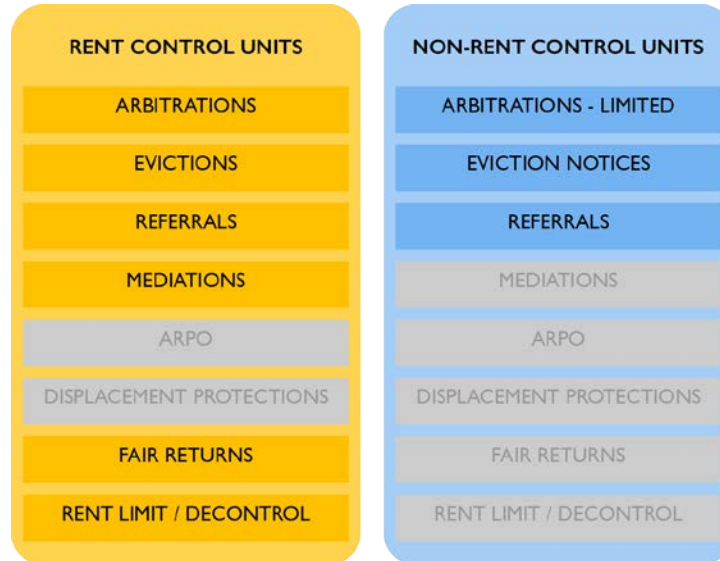 RENT CONTROL UNITS
ARBITRATIONS
EVICTIONS
REFERRALS
MEDIATIONS
ARPO
DISPLACEMENT PROTECTIONS
FAIR RETURNS
RENT LIMIT / DECONTROL
NON-RENT CONTROL UNITS
ARBITRATIONS - LIMITED
EVICTION NOTICES
REFERRALS
MEDIATIONS
ARPO
DISPLACEMENT PROTECTIONS
FAIR RETURNS
RENT LIMIT / DECONTROL